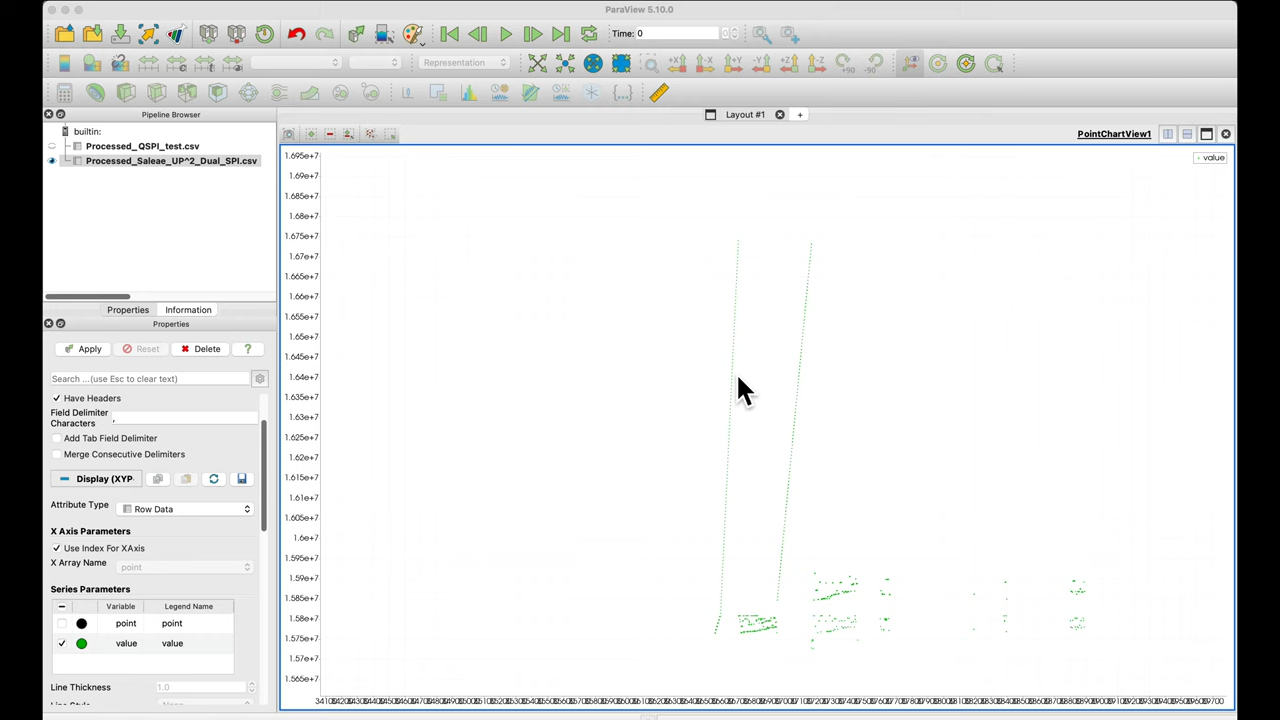 ParaView 5.10.0
Time: 0
0
Representation
+X
-X
+Y
-Y
+Z
-Z
+90
-90
Pipeline Browser
builtin:
Processed_QSPI_test.csv
Processed_Saleae_UP^2_Dual_SPI.csv
Properties
Information
Properties
Apply
Reset
Delete
?
Search ...(use Esc to clear text)
Have Headers
Field Delimiter
Characters
,
Add Tab Field Delimiter
Merge Consecutive Delimiters
Display (XYP
Attribute Type
Row Data
X Axis Parameters
Use Index For XAxis
X Array Name
point
Series Parameters
Variable
Legend Name
point
point
value
value
Line Thickness
1.0
Line Style
None
Layout #1
+
PointChartView1
value
1.695e+7
1.69e+7
1.685e+7
1.68e+7
1.675e+7
1.67e+7
1.665e+7
1.66e+7
1.655e+7
1.65e+7
1.645e+7
1.64e+7
1.635e+7
1.63e+7
1.625e+7
1.62e+7
1.615e+7
1.61e+7
1.605e+7
1.6e+7
1.595e+7
1.59e+7
1.585e+7
1.58e+7
1.575e+7
1.57e+7
1.565e+7